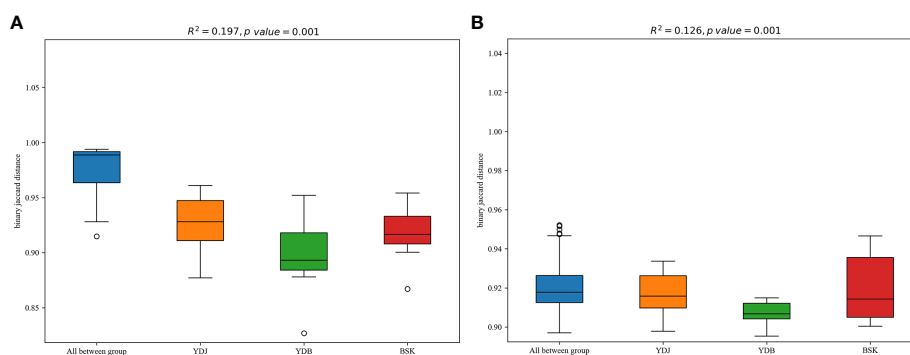 A
R² = 0.197, p value = 0.001
binary jaccard distance
1.05
1.00
0.95
0.90
0.85
All between group YDJ YDB BSK
B
R² = 0.126, p value = 0.001
binary jaccard distance
1.04
1.02
1.00
0.98
0.96
0.94
0.92
0.90
All between group YDJ YDB BSK